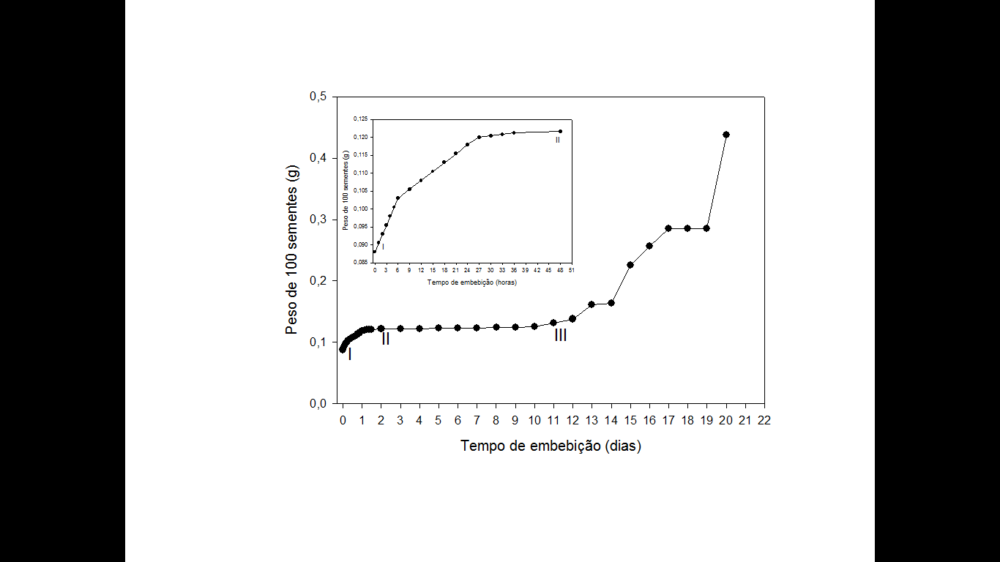 0,5
0,4
0,3
0,2
0,1
0,0
Peso de 100 sementes (g)
0,125
0,120
0,115
0,110
0,105
0,100
0,095
0,090
0,085
Peso de 100 sementes (g)
I
II
0 3 6 9 12 15 18 21 24 27 30 33 36 39 42 45 48 51
Tempo de embebição (horas)
I
II
III
0 1 2 3 4 5 6 7 8 9 10 11 12 13 14 15 16 17 18 19 20 21 22
Tempo de embebição (dias)